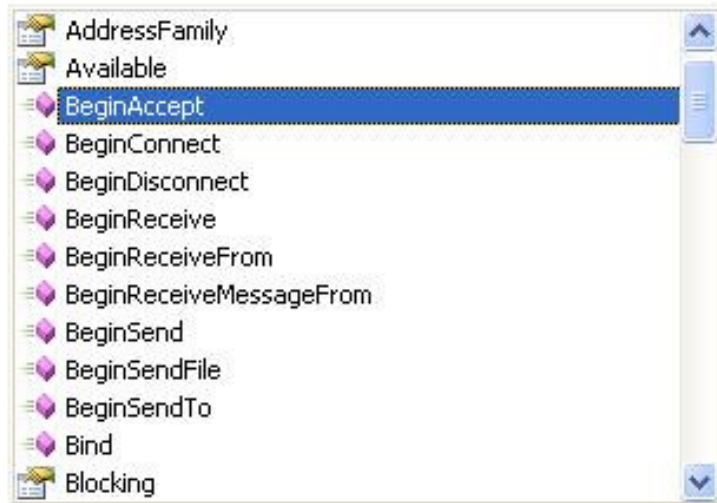 AddressFamily
Available
BeginAccept
BeginConnect
BeginDisconnect
BeginReceive
BeginReceiveFrom
BeginReceiveMessageFrom
BeginSend
BeginSendFile
BeginSendTo
Bind
Blocking